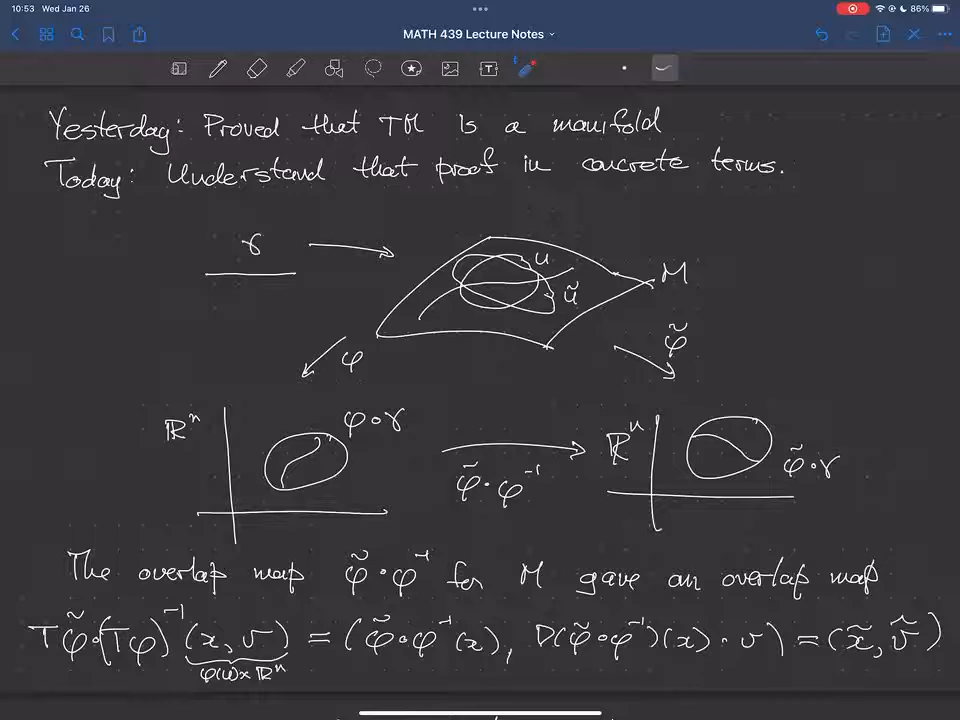 10:53 Wed Jan 26
86%
MATH 439 Lecture Notes
Yesterday: Proved that TM is a manifold
Today: Understand that proof in concrete terms.
γ
U
Ũ
M
φ
φ̃
ℝⁿ
φ∘γ
φ̃∘φ⁻¹
ℝⁿ
φ̃∘γ
The overlap map φ̃∘φ⁻¹ for M gave an overlap map
Tφ̃∘(Tφ)⁻¹(x, v) = (φ̃∘φ⁻¹(x), D(φ̃∘φ⁻¹)(x)·v) = (x̃, ṽ)
φ(U)×ℝⁿ